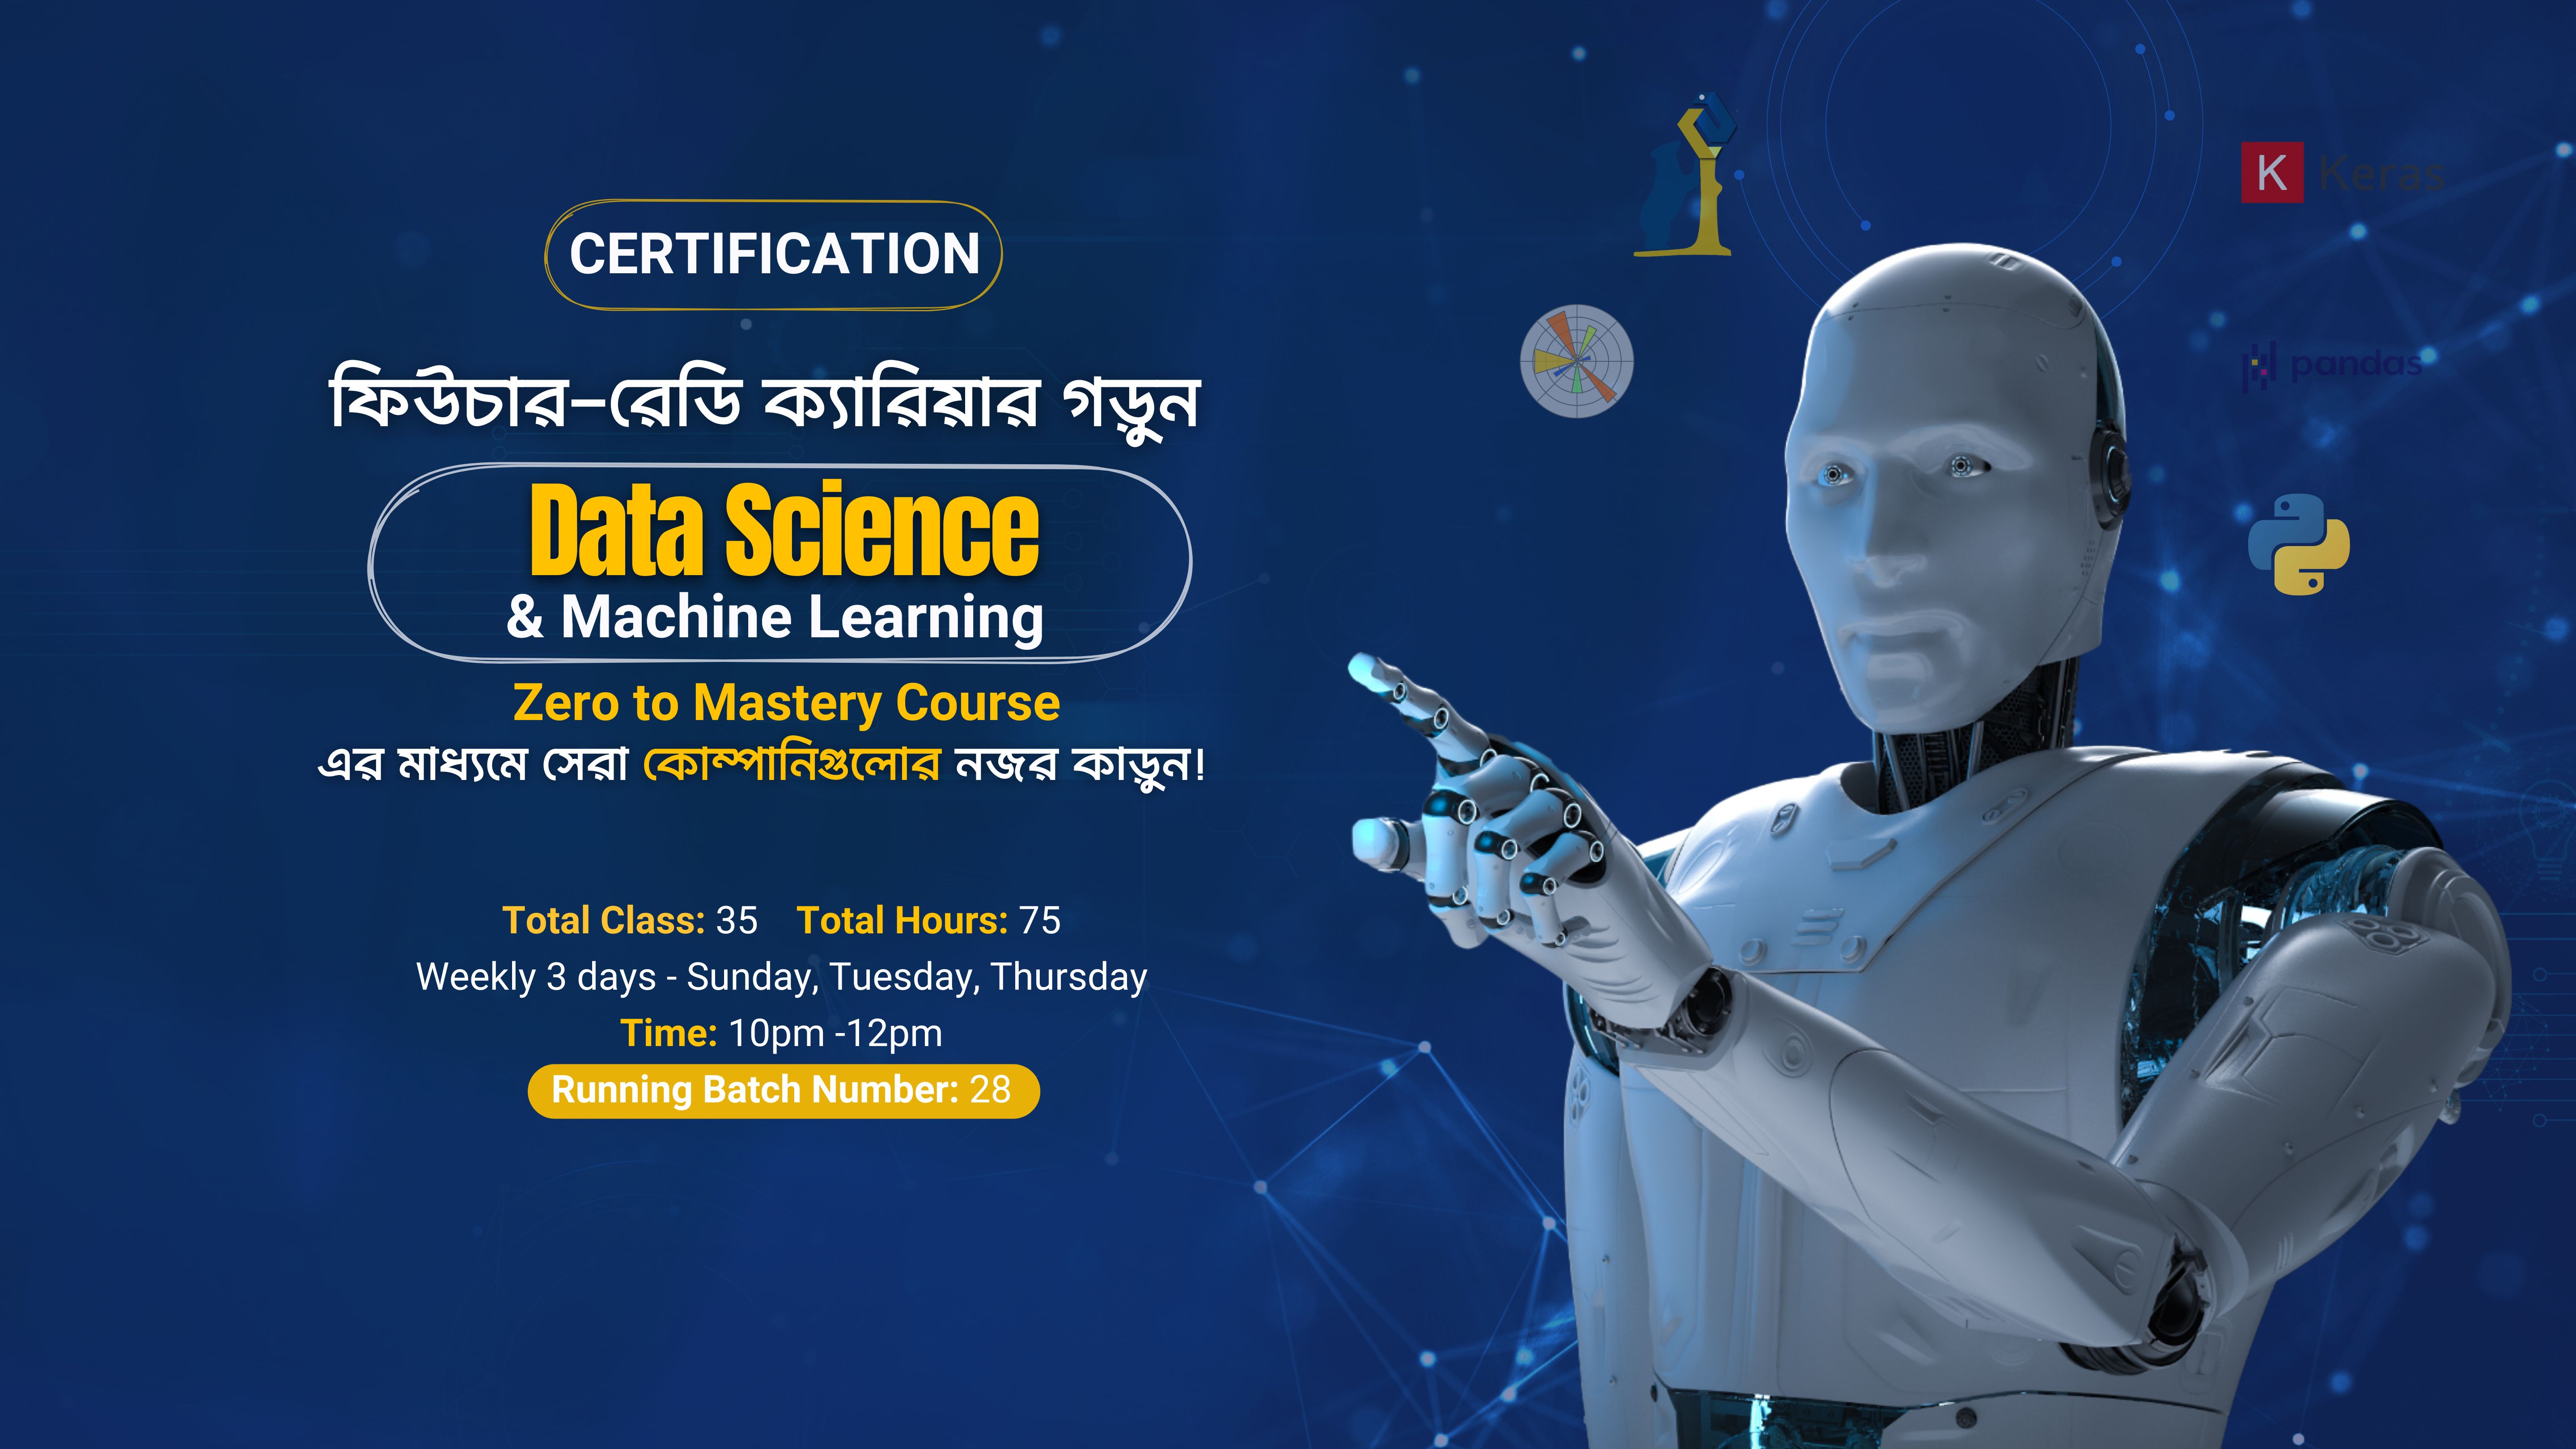 CERTIFICATION
ফিউচার–রেডি ক্যারিয়ার গড়ুন
Data Science
& Machine Learning
Zero to Mastery Course
এর মাধ্যমে সেরা কোম্পানিগুলোর নজর কাড়ুন!
Total Class: 35 Total Hours: 75
Weekly 3 days - Sunday, Tuesday, Thursday
Time: 10pm -12pm
Running Batch Number: 28
K Keras
pandas